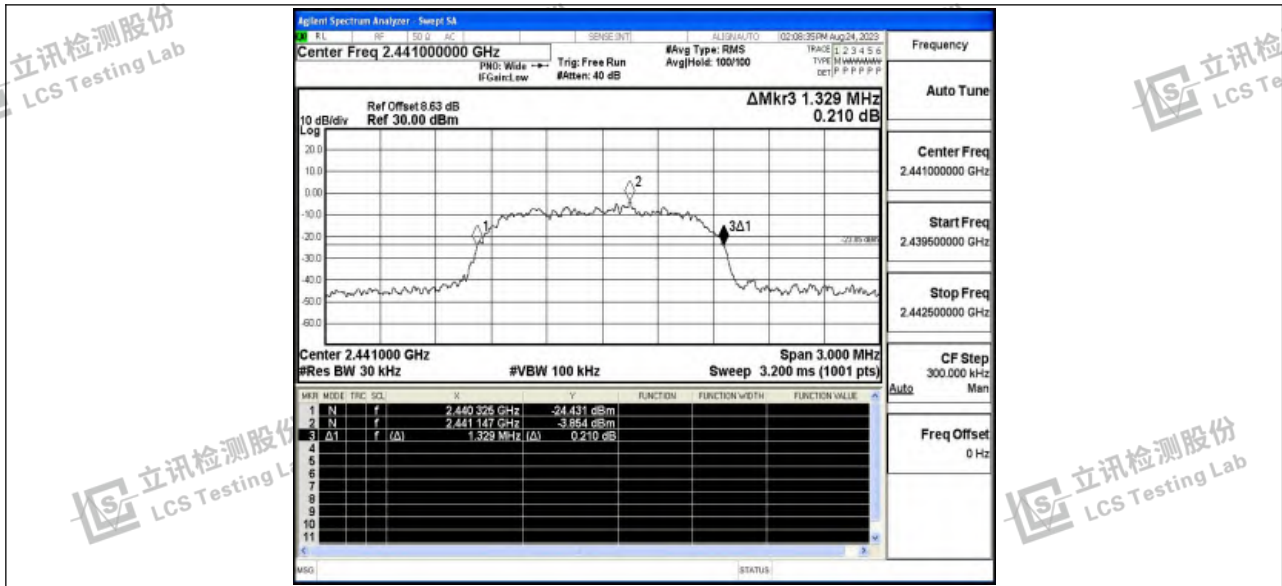 Agilent Spectrum Analyzer - Swept SA
RL RF 50 Ω AC SENSE:INT ALIGNAUTO 02:08:35PM Aug 24, 2023
Center Freq 2.441000000 GHz
PNO: Wide
IFGain:Low
Trig: Free Run
#Atten: 40 dB
#Avg Type: RMS
Avg|Hold: 100/100
TRACE 1 2 3 4 5 6
TYPE M
DET P P P P P P
Frequency
Auto Tune
Ref Offset 8.63 dB
Ref 30.00 dBm
10 dB/div
Log
ΔMkr3 1.329 MHz
0.210 dB
20.0
10.0
0.00
-10.0
-20.0
-30.0
-40.0
-50.0
-60.0
1
2
3Δ1
-23.85 dBm
Center Freq
2.441000000 GHz
Start Freq
2.439500000 GHz
Stop Freq
2.442500000 GHz
CF Step
300.000 kHz
Auto Man
Freq Offset
0 Hz
Center 2.441000 GHz Span 3.000 MHz
#Res BW 30 kHz #VBW 100 kHz Sweep 3.200 ms (1001 pts)
MKR MODE TRC SCL X Y FUNCTION FUNCTION WIDTH FUNCTION VALUE
1 N f 2.440 325 GHz -24.431 dBm
2 N f 2.441 147 GHz -3.854 dBm
3 Δ1 f (Δ) 1.329 MHz (Δ) 0.210 dB
4
5
6
7
8
9
10
11
MSG STATUS
立讯检测股份
LCS Testing Lab
立讯检
LCS Te
立讯检测股份
LCS Testing La
立讯检测股份
LCS Testing Lab